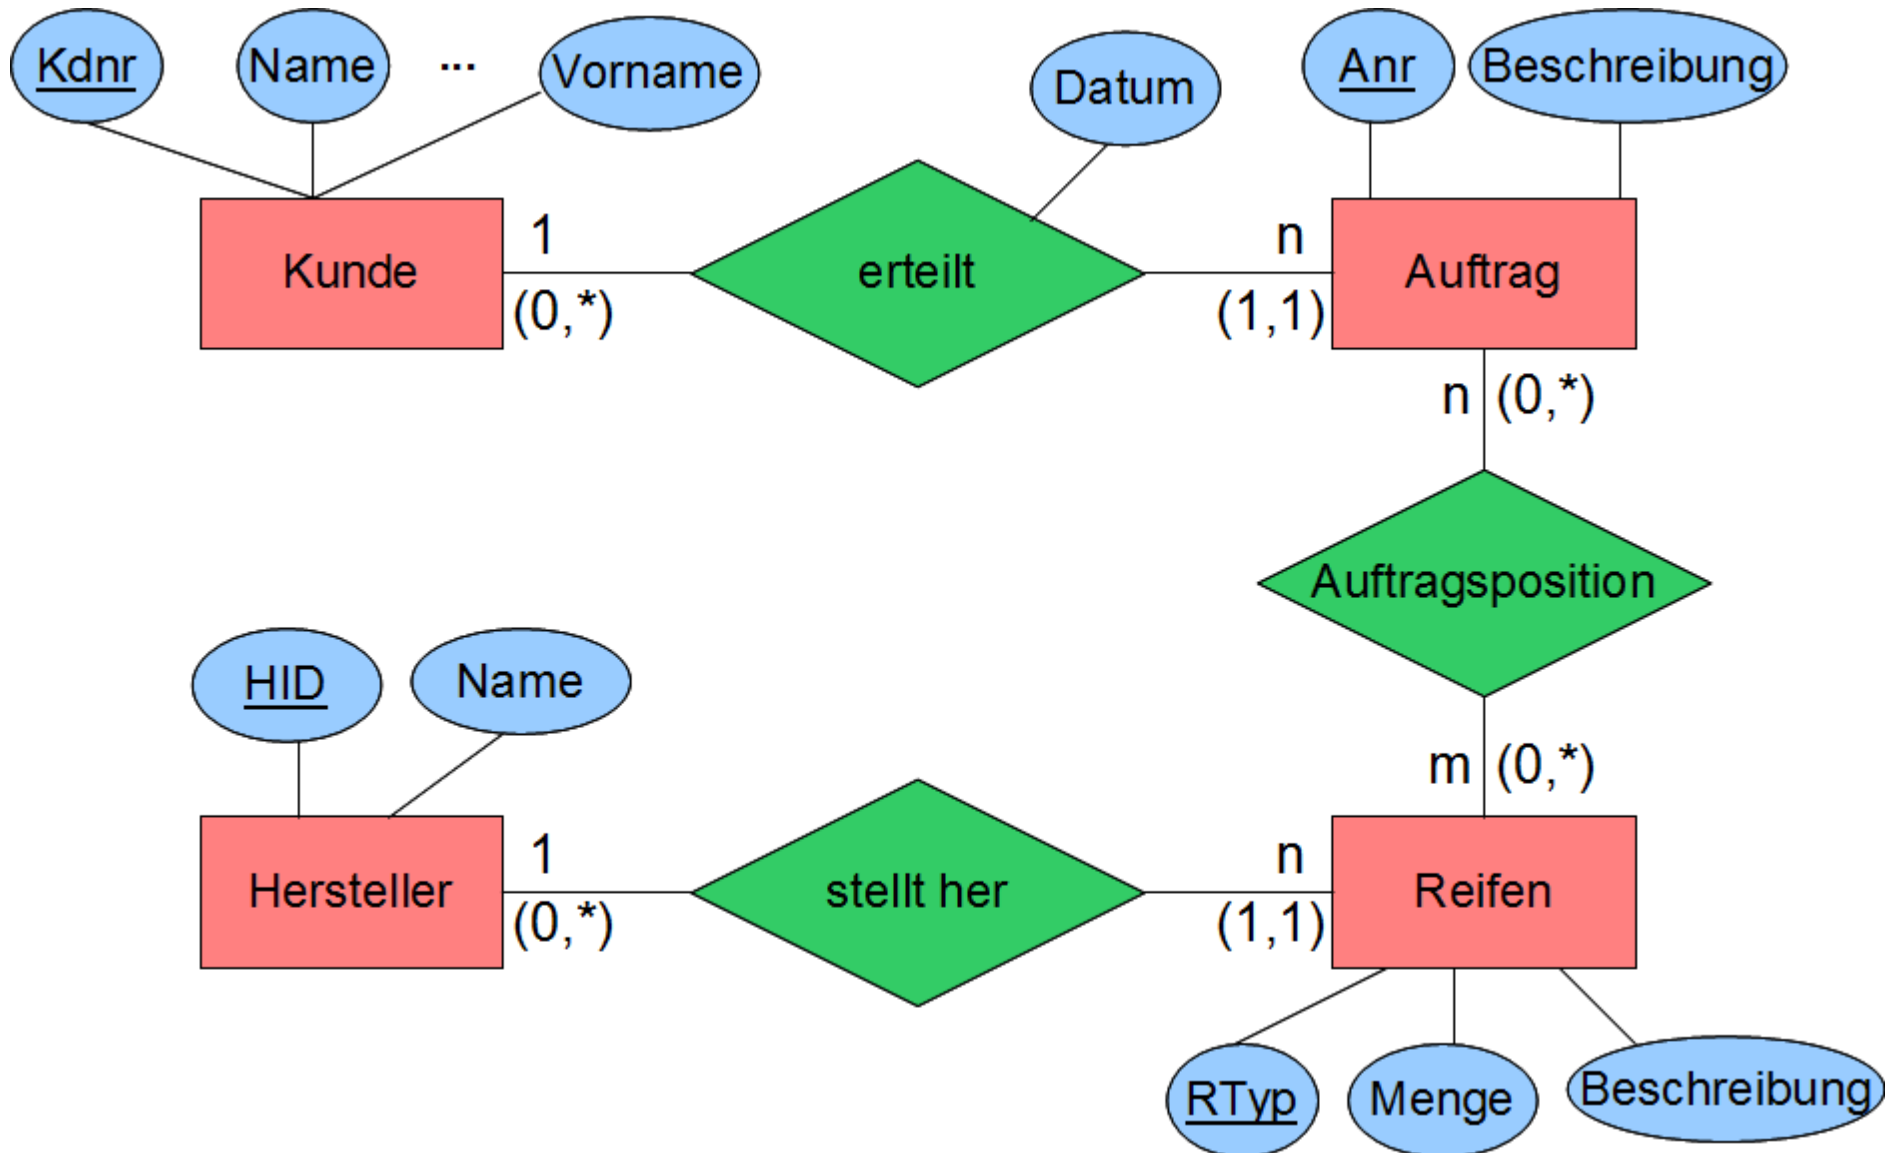 Kdnr
Name
...
Vorname
Datum
Anr
Beschreibung
Kunde
1
(0,*)
erteilt
n
(1,1)
Auftrag
n (0,*)
Auftragsposition
HID
Name
m (0,*)
Hersteller
1
(0,*)
stellt her
n
(1,1)
Reifen
RTyp
Menge
Beschreibung